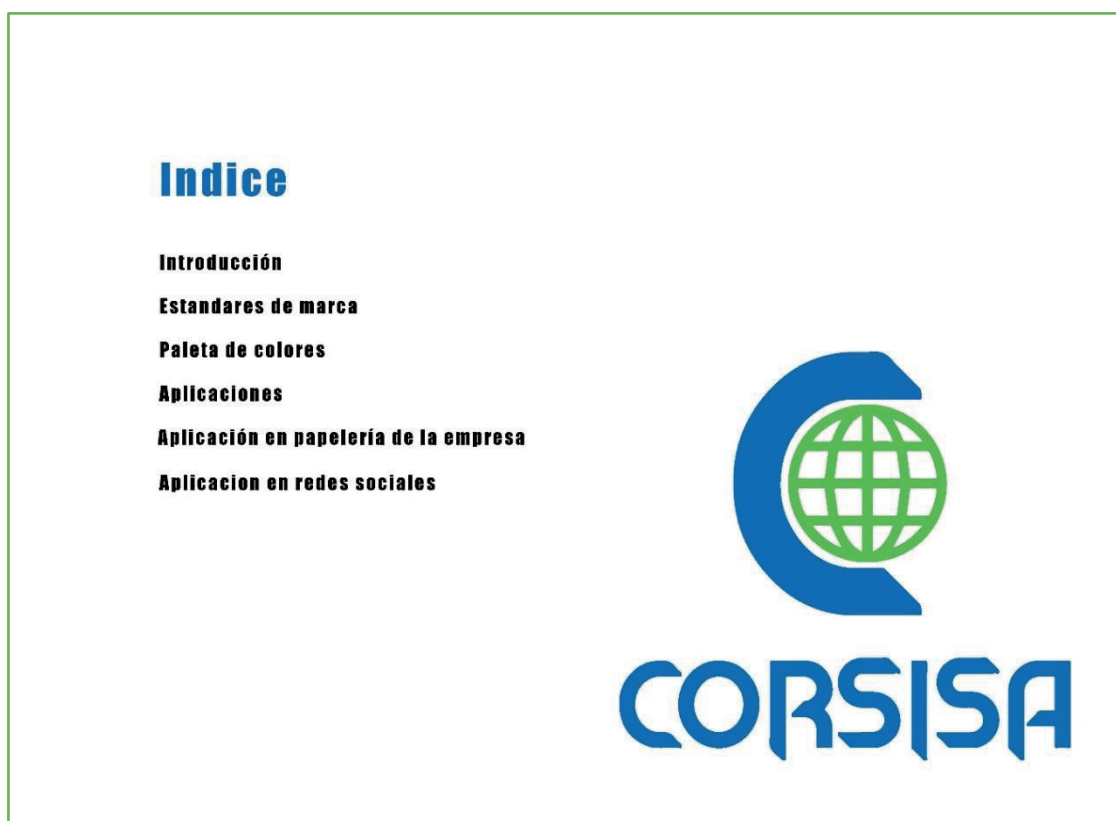 Indice
Introducción
Estandares de marca
Paleta de colores
Aplicaciones
Aplicación en papelería de la empresa
Aplicacion en redes sociales
CORSISA